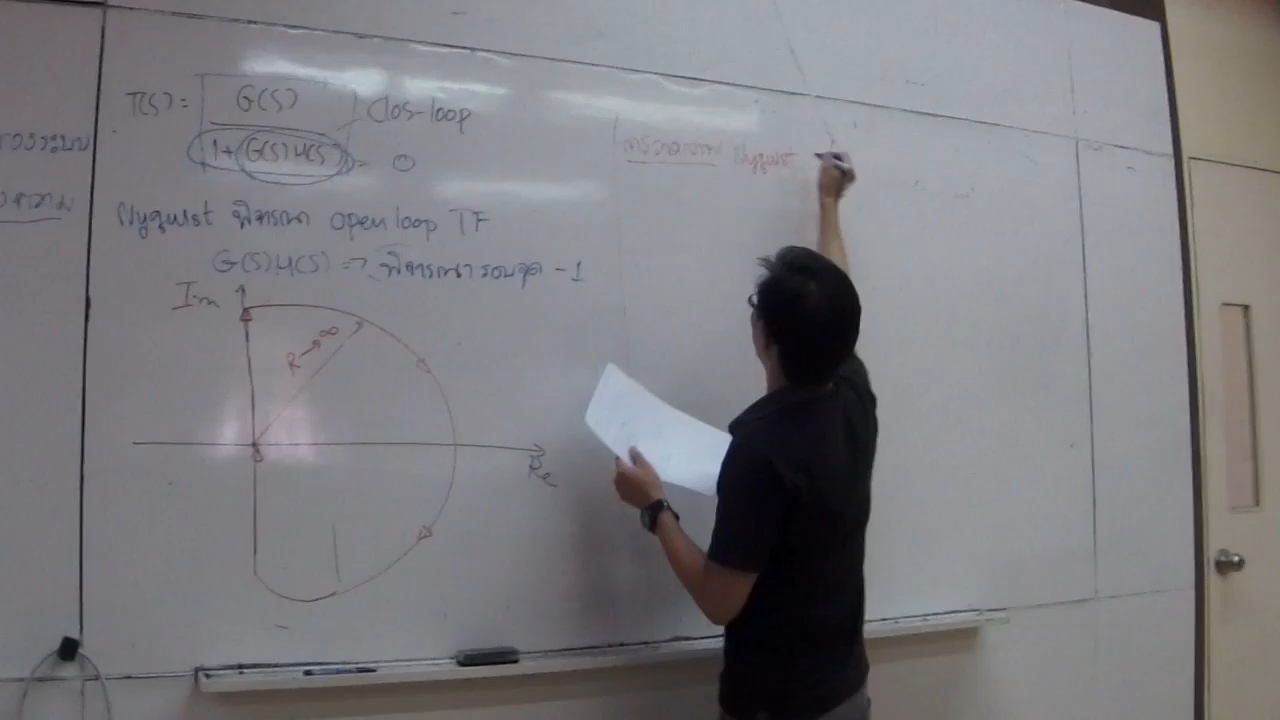 T(s) = G(s) / 1 + G(s)H(s) Clos-loop
= 0
Nyquist พิจารณา open loop TF
G(s)H(s) => พิจารณารอบจุด -1
Im
R→∞
Re
Nyquist